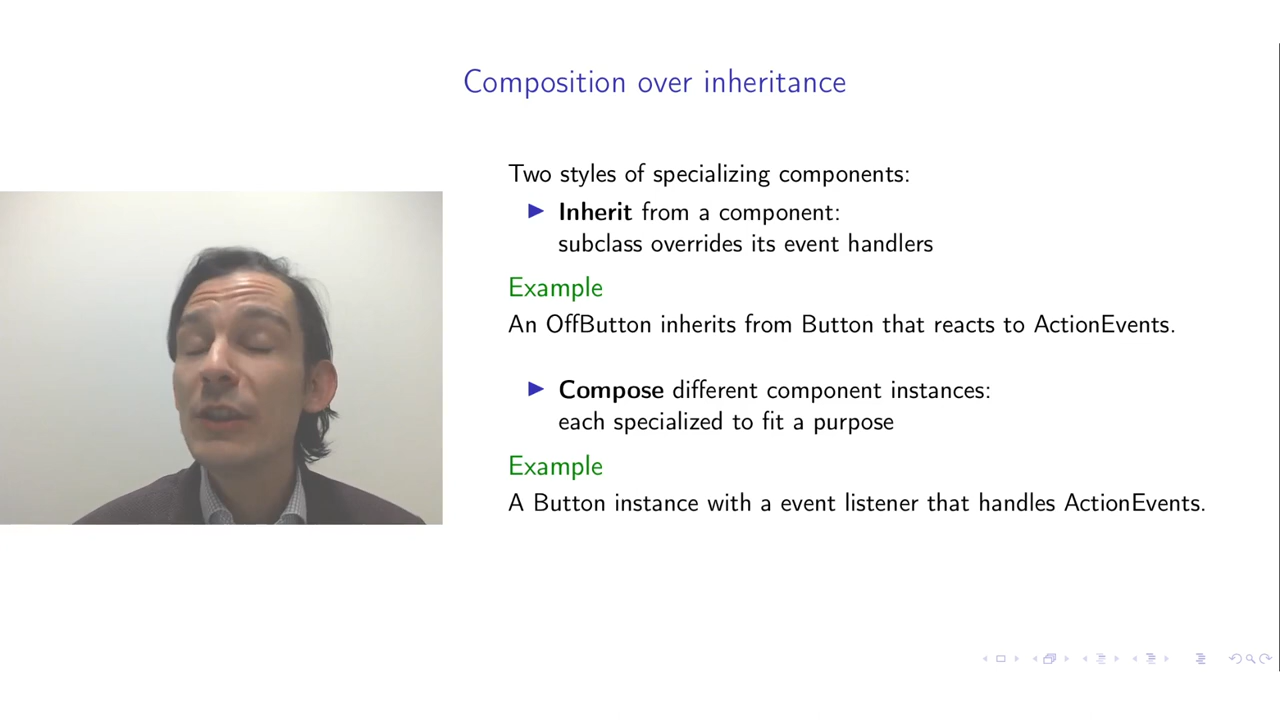 Composition over inheritance
Two styles of specializing components:
Inherit from a component:
subclass overrides its event handlers
Example
An OffButton inherits from Button that reacts to ActionEvents.
Compose different component instances:
each specialized to fit a purpose
Example
A Button instance with a event listener that handles ActionEvents.